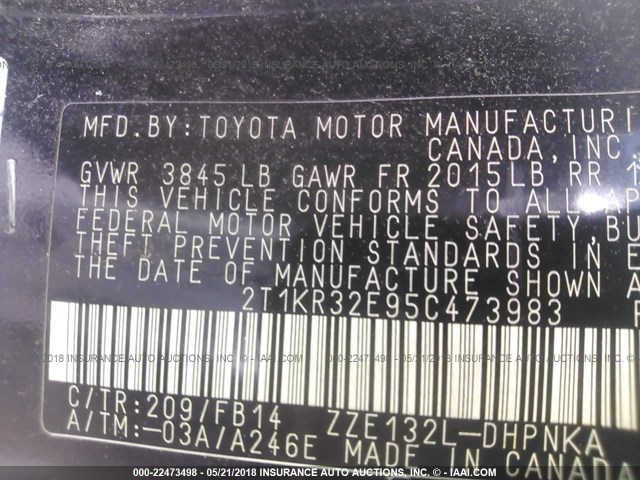 MFD.BY:TOYOTA MOTOR MANUFACTURI
CANADA,INC.
GVWR 3845 LB GAWR FR 2015LB RR 1
THIS VEHICLE CONFORMS TO ALL AP
FEDERAL MOTOR VEHICLE SAFETY,BU
THEFT PREVENTION STANDARDS IN E
THE DATE OF MANUFACTURE SHOWN A
2T1KR32E95C473983 P
C/TR:209/FB14 ZZE132L-DHPNKA
A/TM:-03A/A246E MADE IN CANADA
000-22473498 - 05/21/2018 INSURANCE AUTO AUCTIONS - © - IAAI.COM